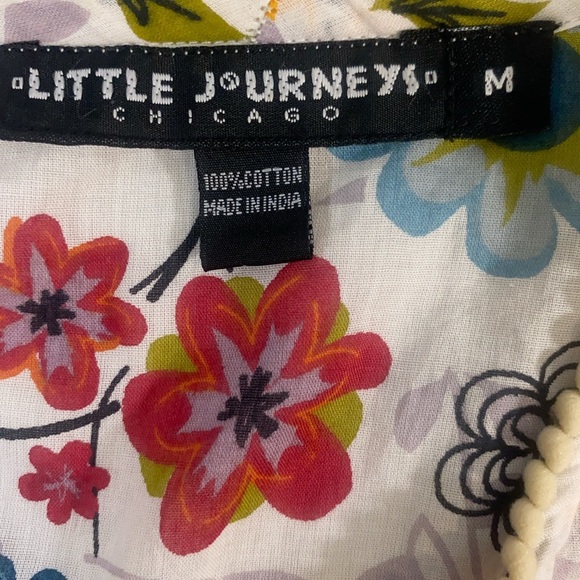 LITTLE JOURNEYS M
CHICAGO
100% COTTON
MADE IN INDIA